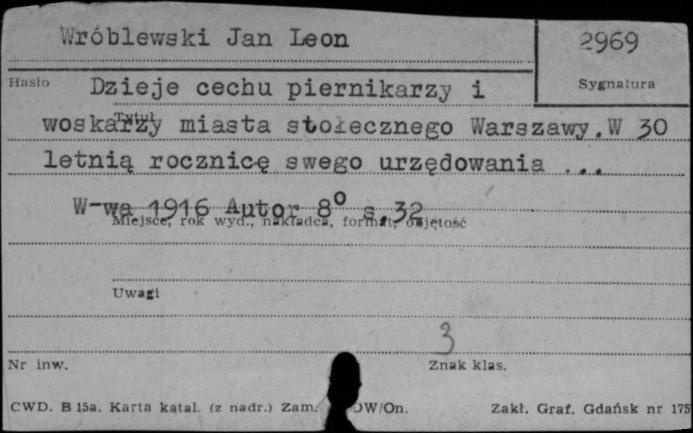 Wróblewski Jan Leon
2969
Hasło
Dzieje cechu piernikarzy i
Sygnatura
Tytuł
woskarzy miasta stołecznego Warszawy.W 30
letnią rocznicę swego urzędowania ...
W-wa 1916 Autor 8° s.32
Miejsce, rok wyd., nakładca, format, objętość
Uwagi
3
Nr inw.
Znak klas.
CWD. B 15a. Karta katal. (z nadr.) Zam. DW/On.
Zakł. Graf. Gdańsk nr 175